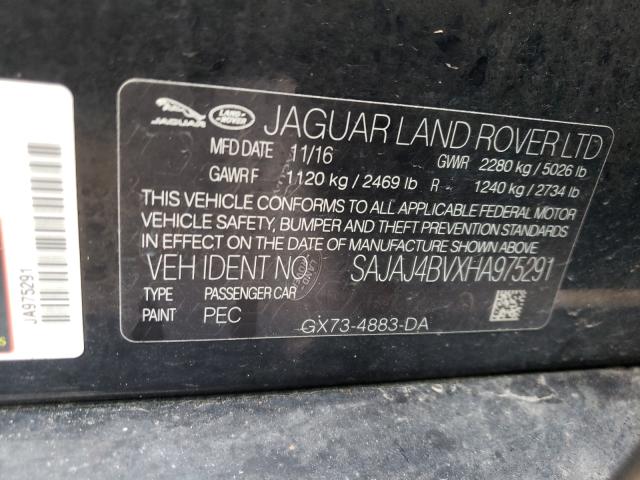 JAGUAR
LAND
ROVER
JAGUAR LAND ROVER LTD
MFD DATE 11/16 GWWR 2280 kg / 5026 lb
GAWR F 1120 kg / 2469 lb R - 1240 kg / 2734 lb
THIS VEHICLE CONFORMS TO ALL APPLICABLE FEDERAL MOTOR
VEHICLE SAFETY, BUMPER AND THEFT PREVENTION STANDARDS
IN EFFECT ON THE DATE OF MANUFACTURE SHOWN ABOVE.
VEH IDENT NO. SAJAJ4BVXHA975291
TYPE PASSENGER CAR
PAINT PEC
GX73-4883-DA
JA975291